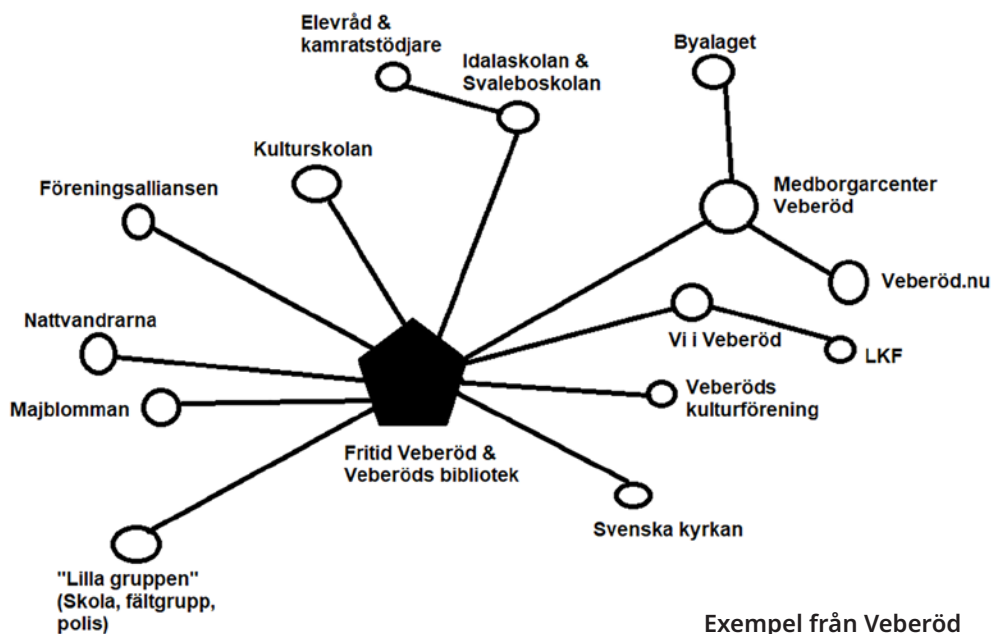 Elevråd &
kamratstödjare
Idalaskolan &
Svaleboskolan
Byalaget
Kulturskolan
Föreningsalliansen
Medborgarcenter
Veberöd
Veberöd.nu
Nattvandrarna
Vi i Veberöd
LKF
Majblomman
Veberöds
kulturförening
Fritid Veberöd &
Veberöds bibliotek
Svenska kyrkan
"Lilla gruppen"
(Skola, fältgrupp,
polis)
Exempel från Veberöd